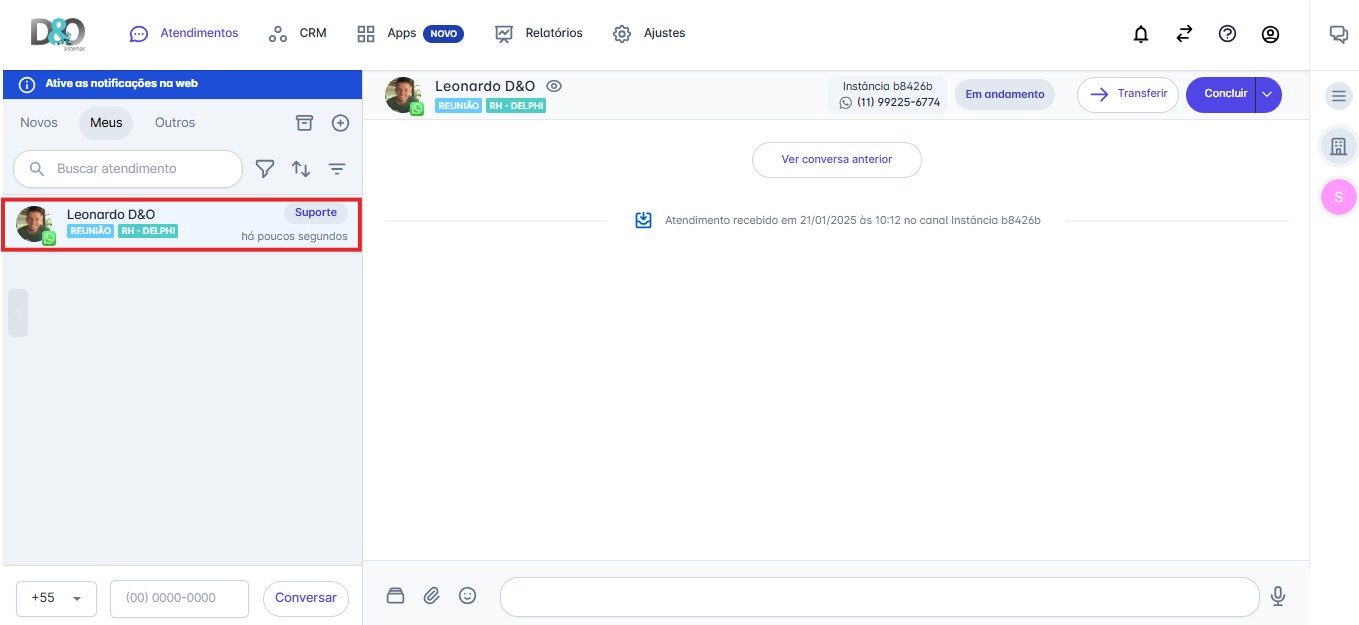 D&O
sistemas
Atendimentos
CRM
Apps
NOVO
Relatórios
Ajustes
Ative as notificações na web
Novos
Meus
Outros
Buscar atendimento
Leonardo D&O
Suporte
REUNIÃO
RH - DELPHI
há poucos segundos
+55
(00) 0000-0000
Conversar
Leonardo D&O
REUNIÃO
RH - DELPHI
Instância b8426b
(11) 99225-6774
Em andamento
Transferir
Concluir
Ver conversa anterior
Atendimento recebido em 21/01/2025 às 10:12 no canal Instância b8426b
S